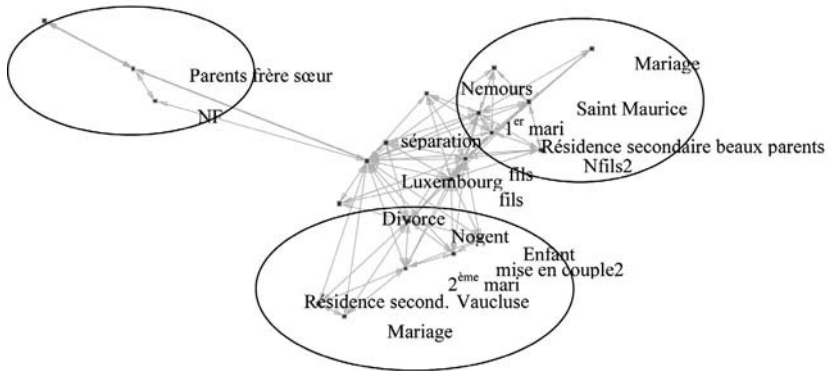 Parents frère sœur
NF
Mariage
Nemours
Saint Maurice
1er mari
séparation
Résidence secondaire beaux parents
Nfils2
fils
Luxembourg
fils
Divorce
Nogent
Enfant
mise en couple2
2ème mari
Résidence second. Vaucluse
Mariage